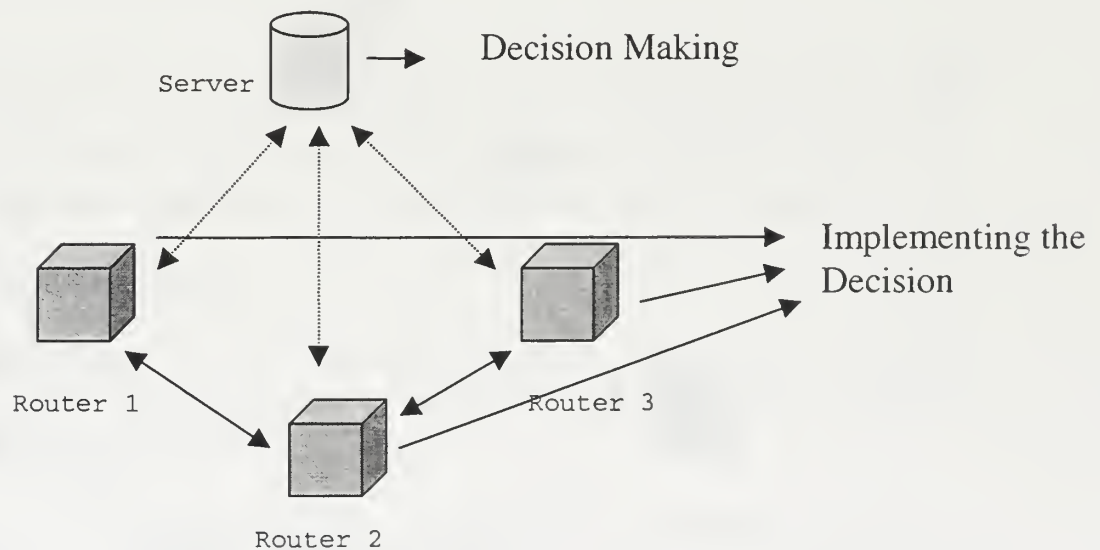 Decision Making
Server
Implementing the
Decision
Router 1
Router 3
Router 2